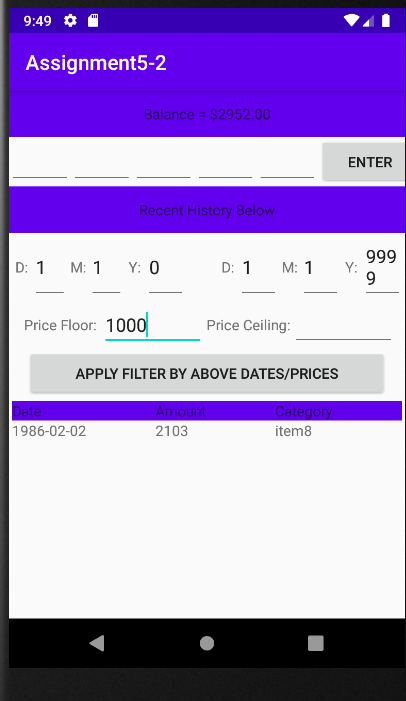 9:49
Assignment5-2
Balance = $2952.00
ENTER
Recent History Below
D: 1 M: 1 Y: 0 D: 1 M: 1 Y: 999
9
Price Floor: 1000 Price Ceiling:
APPLY FILTER BY ABOVE DATES/PRICES
Date Amount Category
1986-02-02 2103 item8